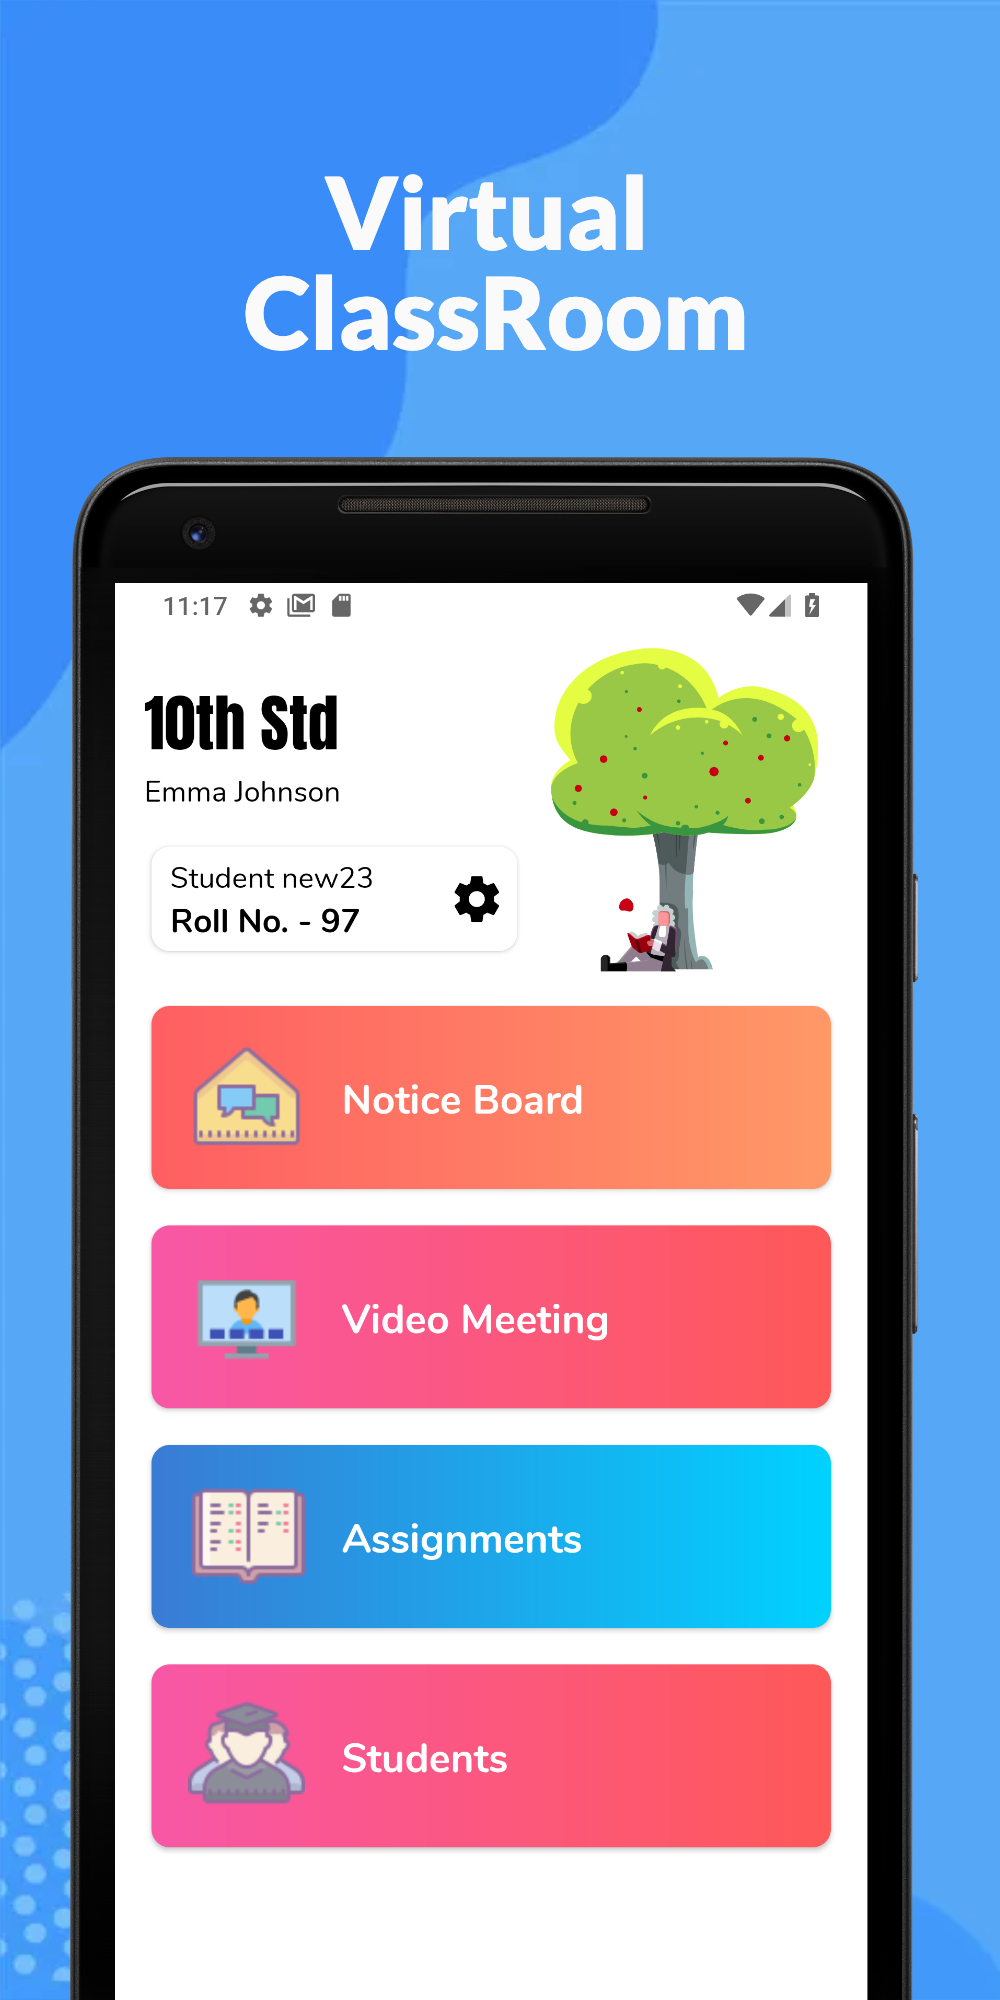 Virtual
ClassRoom
11:17
10th Std
Emma Johnson
Student new23
Roll No. - 97
Notice Board
Video Meeting
Assignments
Students